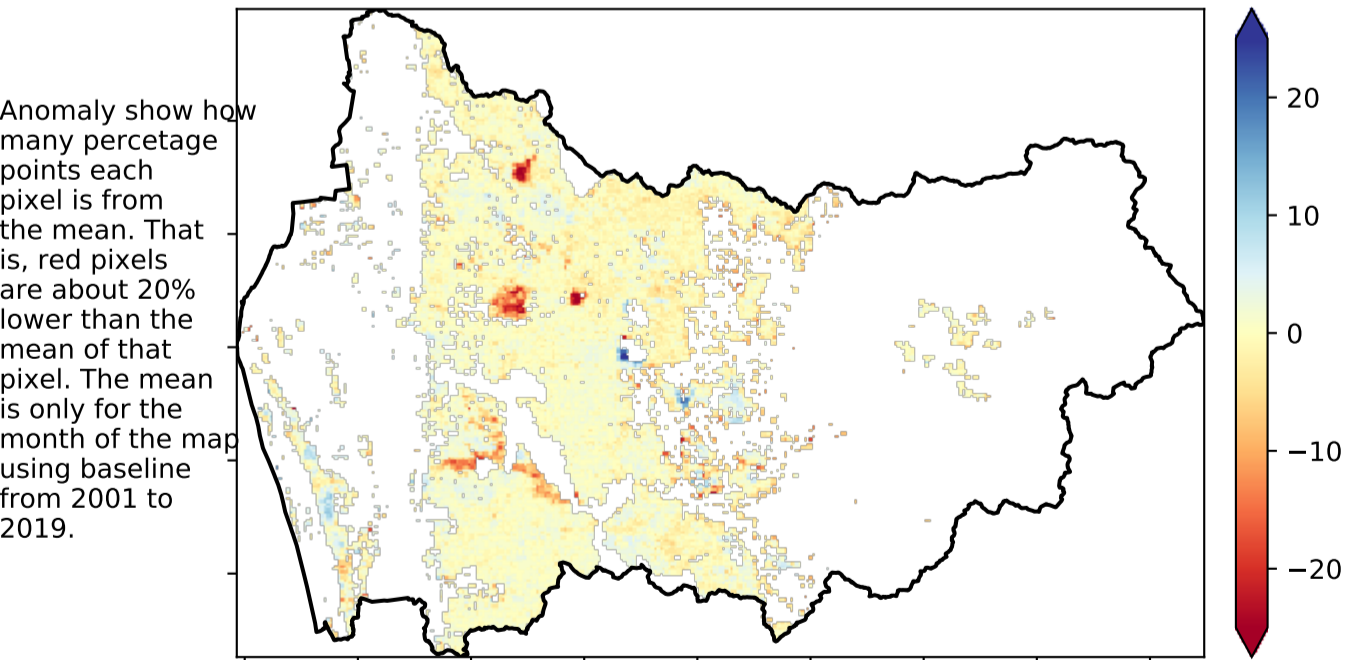 Anomaly show how
many percetage
points each
pixel is from
the mean. That
is, red pixels
are about 20%
lower than the
mean of that
pixel. The mean
is only for the
month of the map
using baseline
from 2001 to
2019.
20
10
0
−10
−20